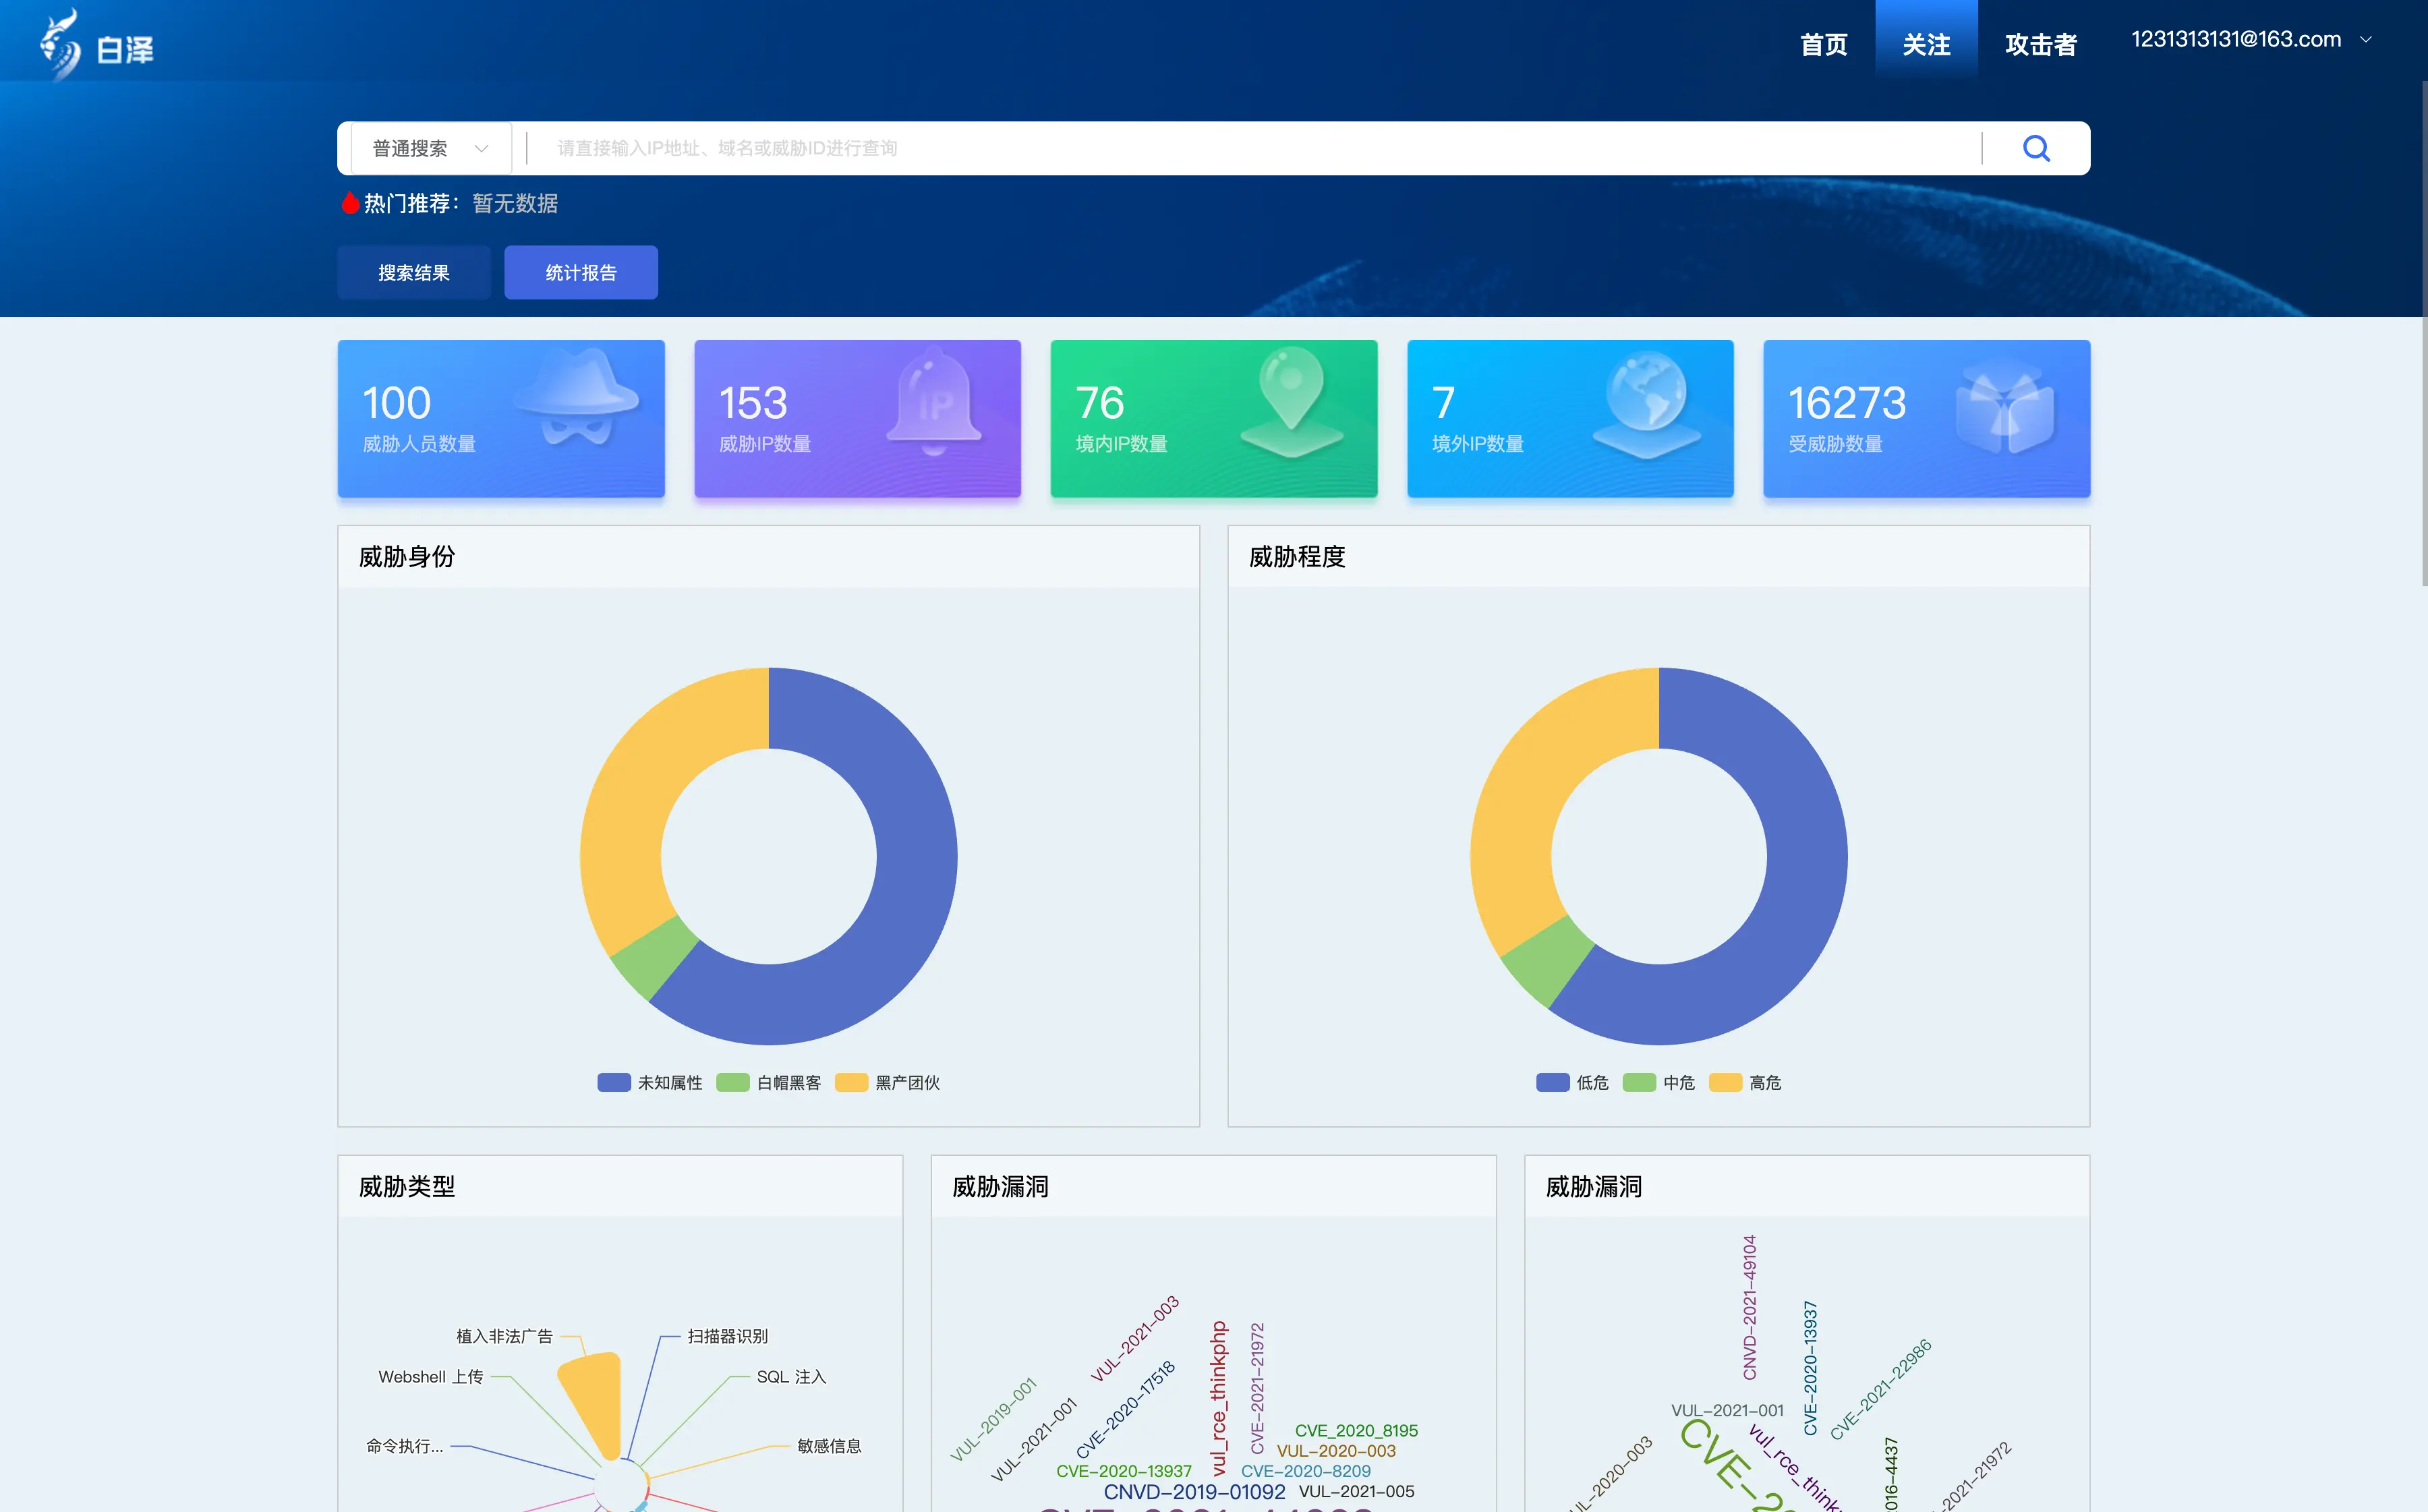 白泽
首页
关注
攻击者
1231313131@163.com
普通搜索
请直接输入IP地址、域名或威胁ID进行查询
热门推荐：
暂无数据
搜索结果
统计报告
100
威胁人员数量
153
威胁IP数量
IP
76
境内IP数量
7
境外IP数量
16273
受威胁数量
威胁身份
未知属性
白帽黑客
黑产团伙
威胁程度
低危
中危
高危
威胁类型
植入非法广告
扫描器识别
Webshell 上传
SQL 注入
命令执行...
敏感信息
威胁漏洞
VUL-2021-003
vul_rce_thinkphp
CVE-2021-21972
CVE-2020-17518
VUL-2019-001
VUL-2021-001
CVE_2020_8195
VUL-2020-003
CVE-2020-13937
CVE-2020-8209
CNVD-2019-01092
VUL-2021-005
威胁漏洞
CNVD-2021-49104
CVE-2020-13937
CVE-2021-22986
VUL-2021-001